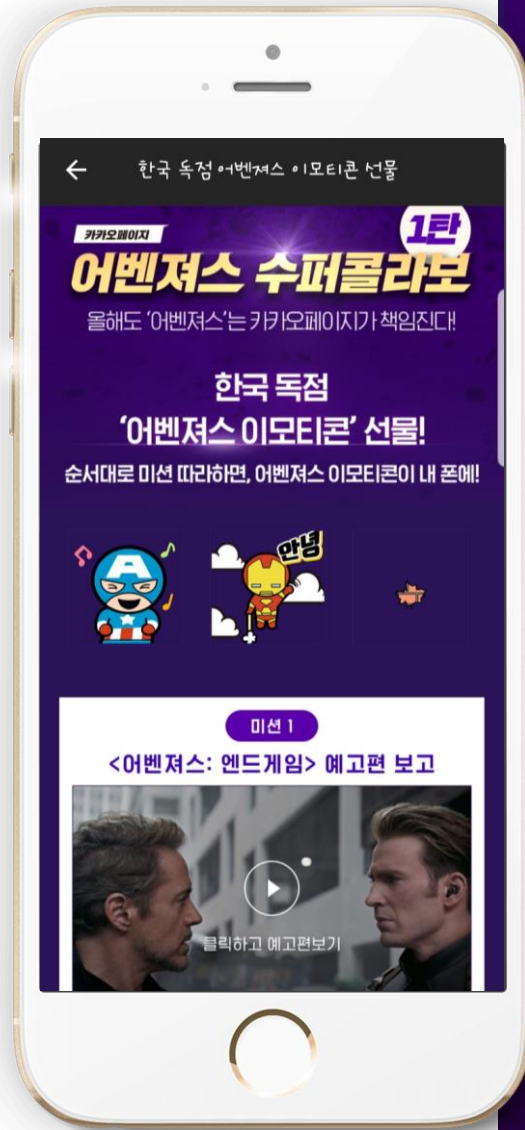 한국 독점 어벤져스 이모티콘 선물
카카오페이지
1탄
어벤져스 수퍼콜라보
올해도 '어벤져스'는 카카오페이지가 책임진다!
한국 독점
'어벤져스 이모티콘' 선물!
순서대로 미션 따라하면, 어벤져스 이모티콘이 내 폰에!
A
안녕
미션 1
<어벤져스: 엔드게임> 예고편 보고
클릭하고 예고편보기